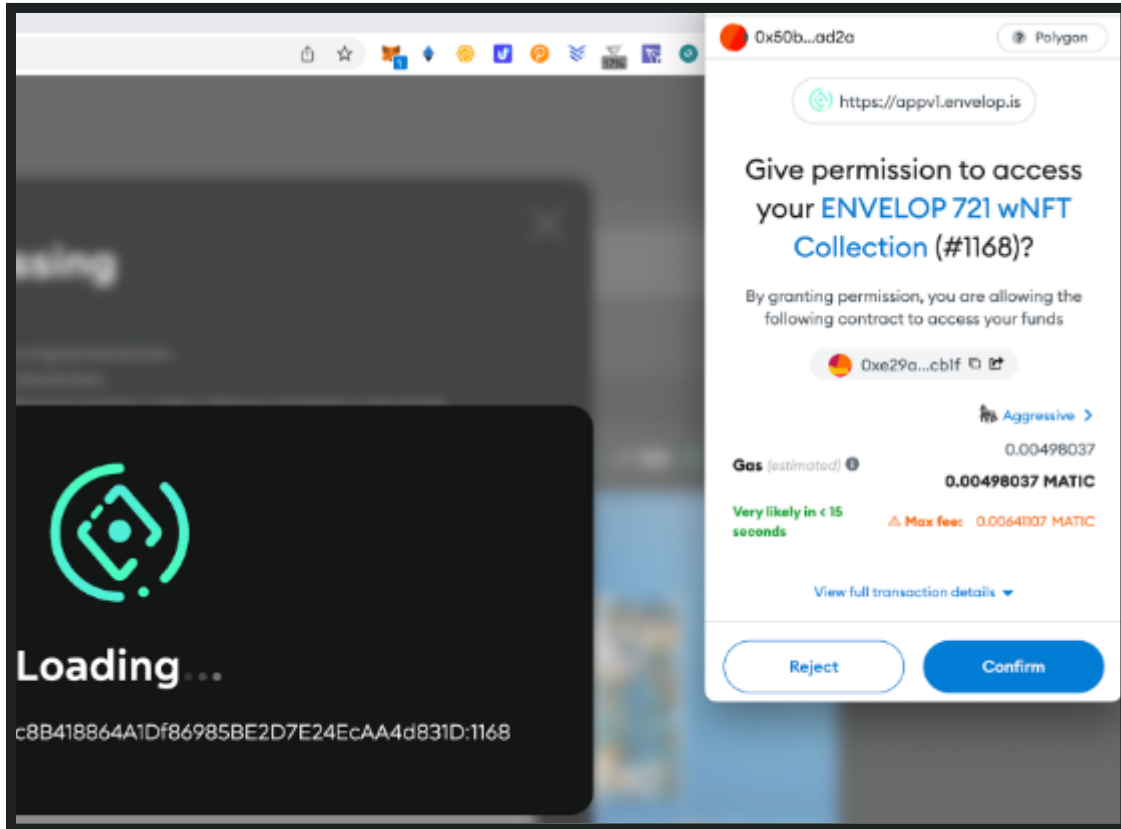 0x50b...ad2a
Polygon
https://appv1.envelop.is
Give permission to access
your ENVELOP 721 wNFT
Collection (#1168)?
By granting permission, you are allowing the
following contract to access your funds
0xe29a...cb1f
Aggressive >
0.00498037
Gas (estimated)
0.00498037 MATIC
Very likely in < 15
seconds
Max fee: 0.00641107 MATIC
View full transaction details
Reject
Confirm
1
ssing
Loading...
c8B418864A1Df86985BE2D7E24EcAA4d831D:1168